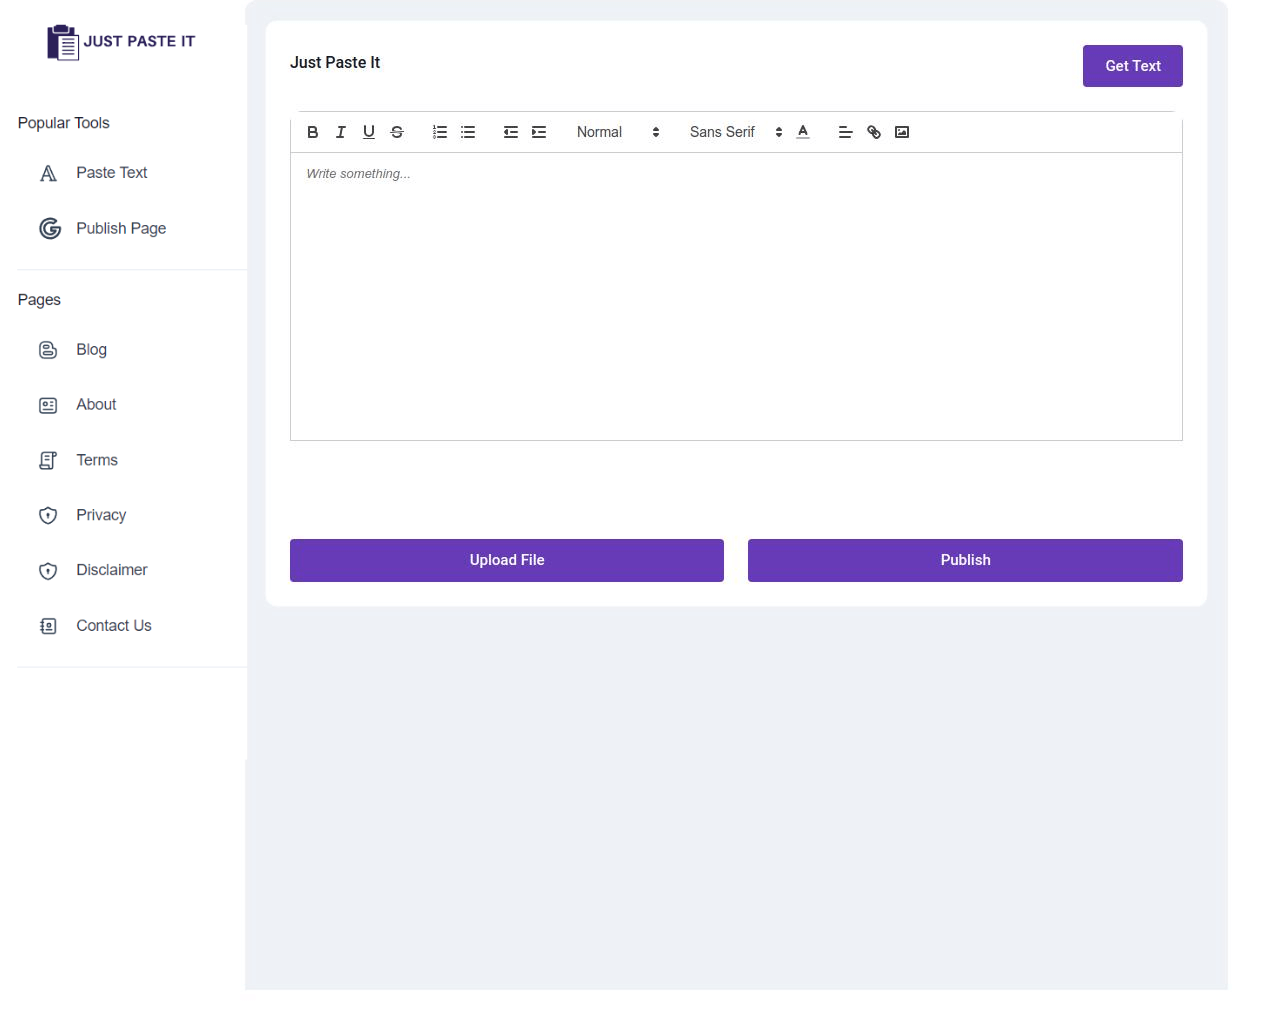 JUST PASTE IT
Popular Tools
Paste Text
Publish Page
Pages
Blog
About
Terms
Privacy
Disclaimer
Contact Us
Just Paste It
Get Text
Normal
Sans Serif
Write something...
Upload File
Publish